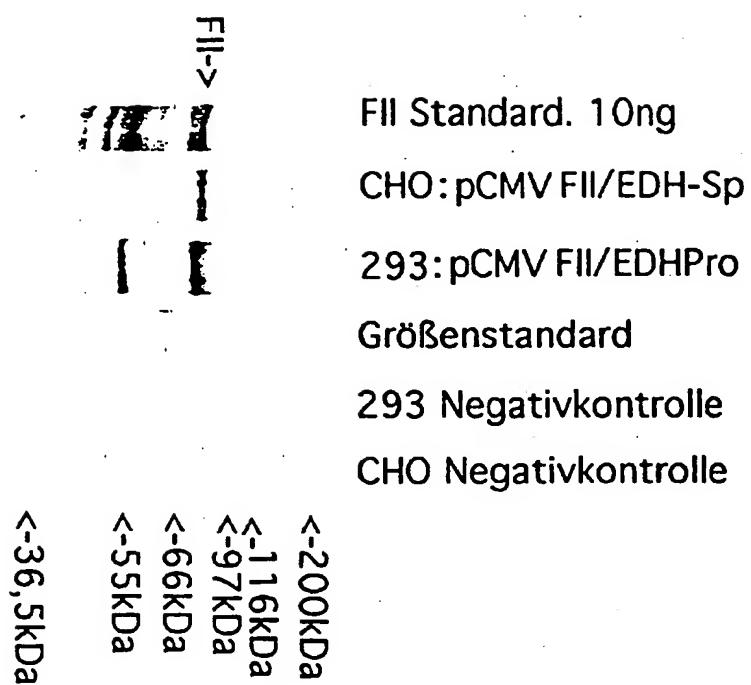 FII->
FII Standard. 10ng
CHO:pCMV FII/EDH-Sp
293:pCMV FII/EDHPro
Größenstandard
293 Negativkontrolle
CHO Negativkontrolle
<-36,5kDa
<-55kDa
<-66kDa
<-97kDa
<-116kDa
<-200kDa